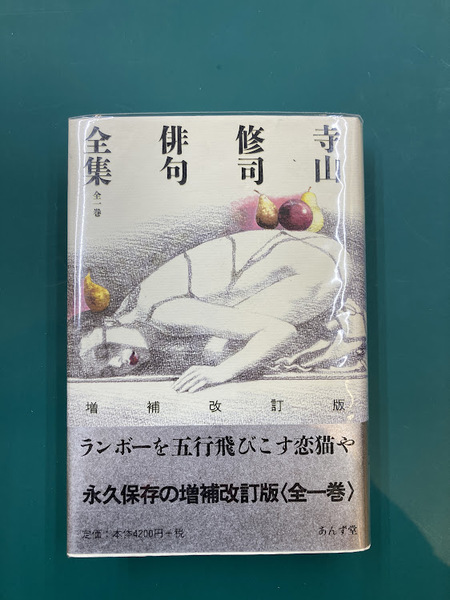 寺山
修司
俳句
全集
全一巻
増補改訂版
ランボーを五行飛びこす恋猫や
永久保存の増補改訂版〈全一巻〉
定価:本体4200円+税
あんず堂